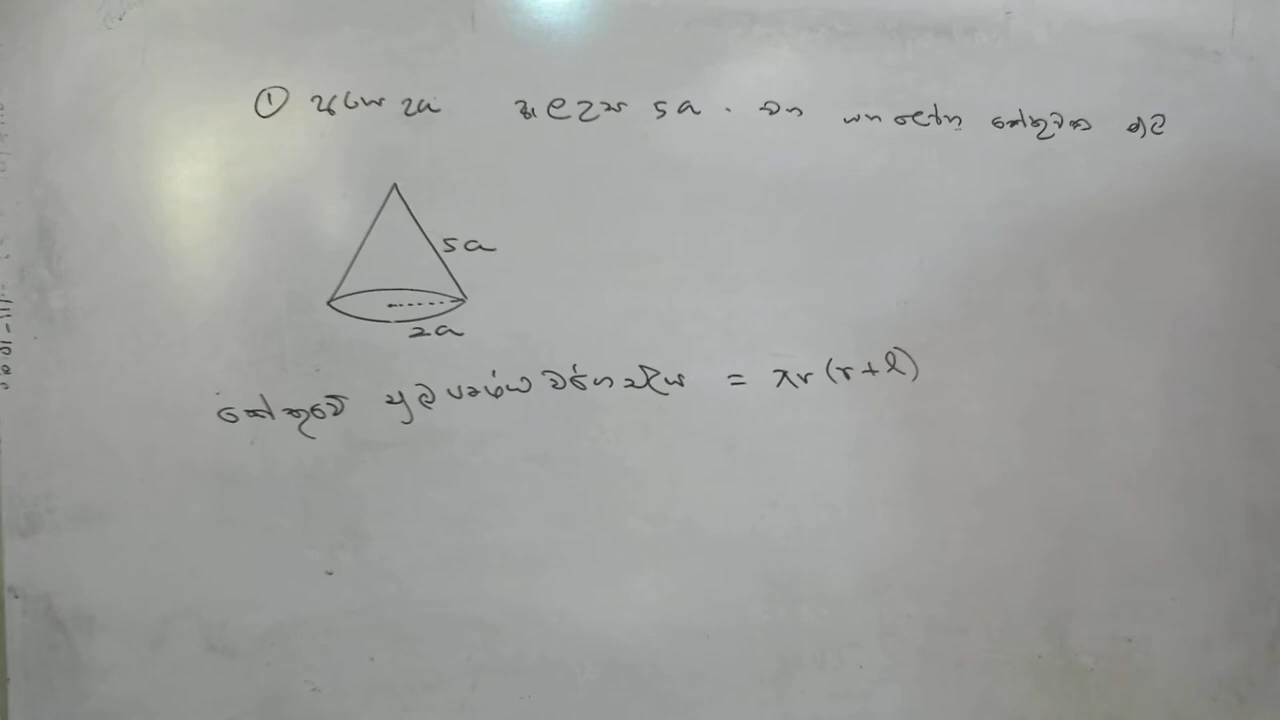 ① අරය 2a ඇලඋස 5a . වන ඝන සෘජු කේතුවක මුළු
5a
2a
කේතුවේ මුළු පෘෂ්ඨ වර්ගඵලය = πr(r+l)